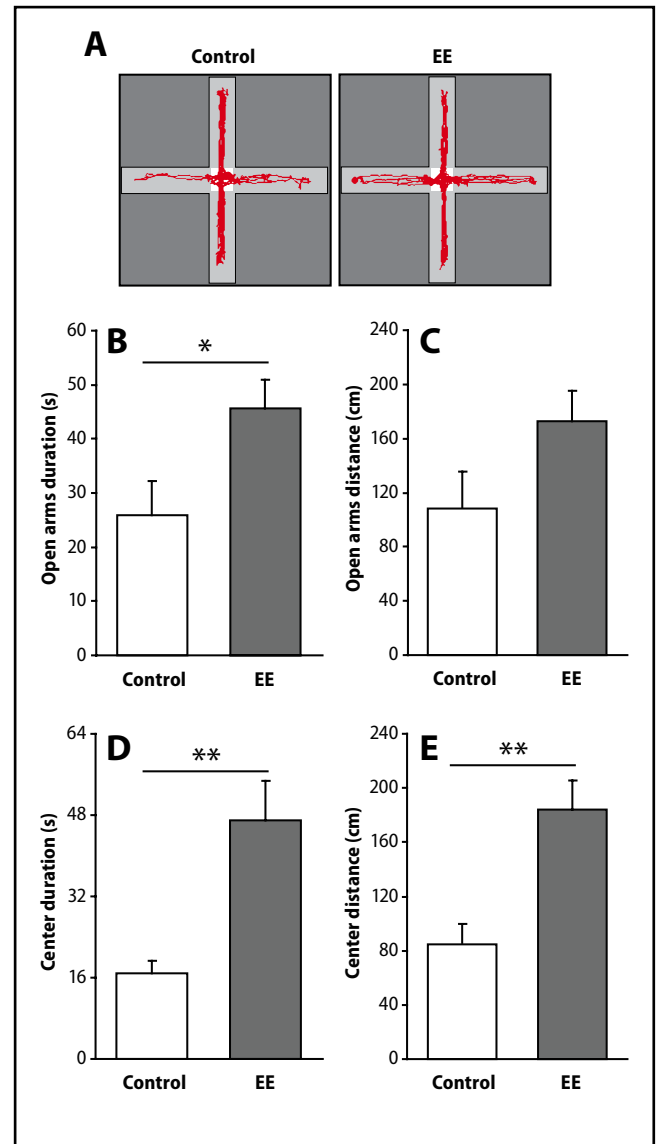 A
Control EE
B
*
Open arms duration (s)
60
50
40
30
20
10
0
Control EE
C
Open arms distance (cm)
240
200
160
120
80
40
0
Control EE
D
**
Center duration (s)
64
48
32
16
0
Control EE
E
**
Center distance (cm)
240
200
160
120
80
40
0
Control EE